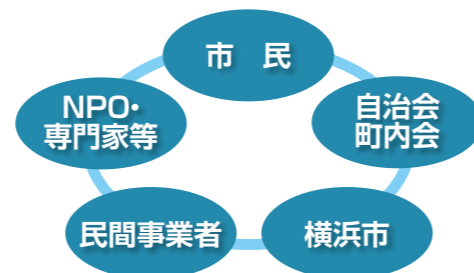 市　民
NPO・
専門家等
自治会
町内会
民間事業者
横浜市